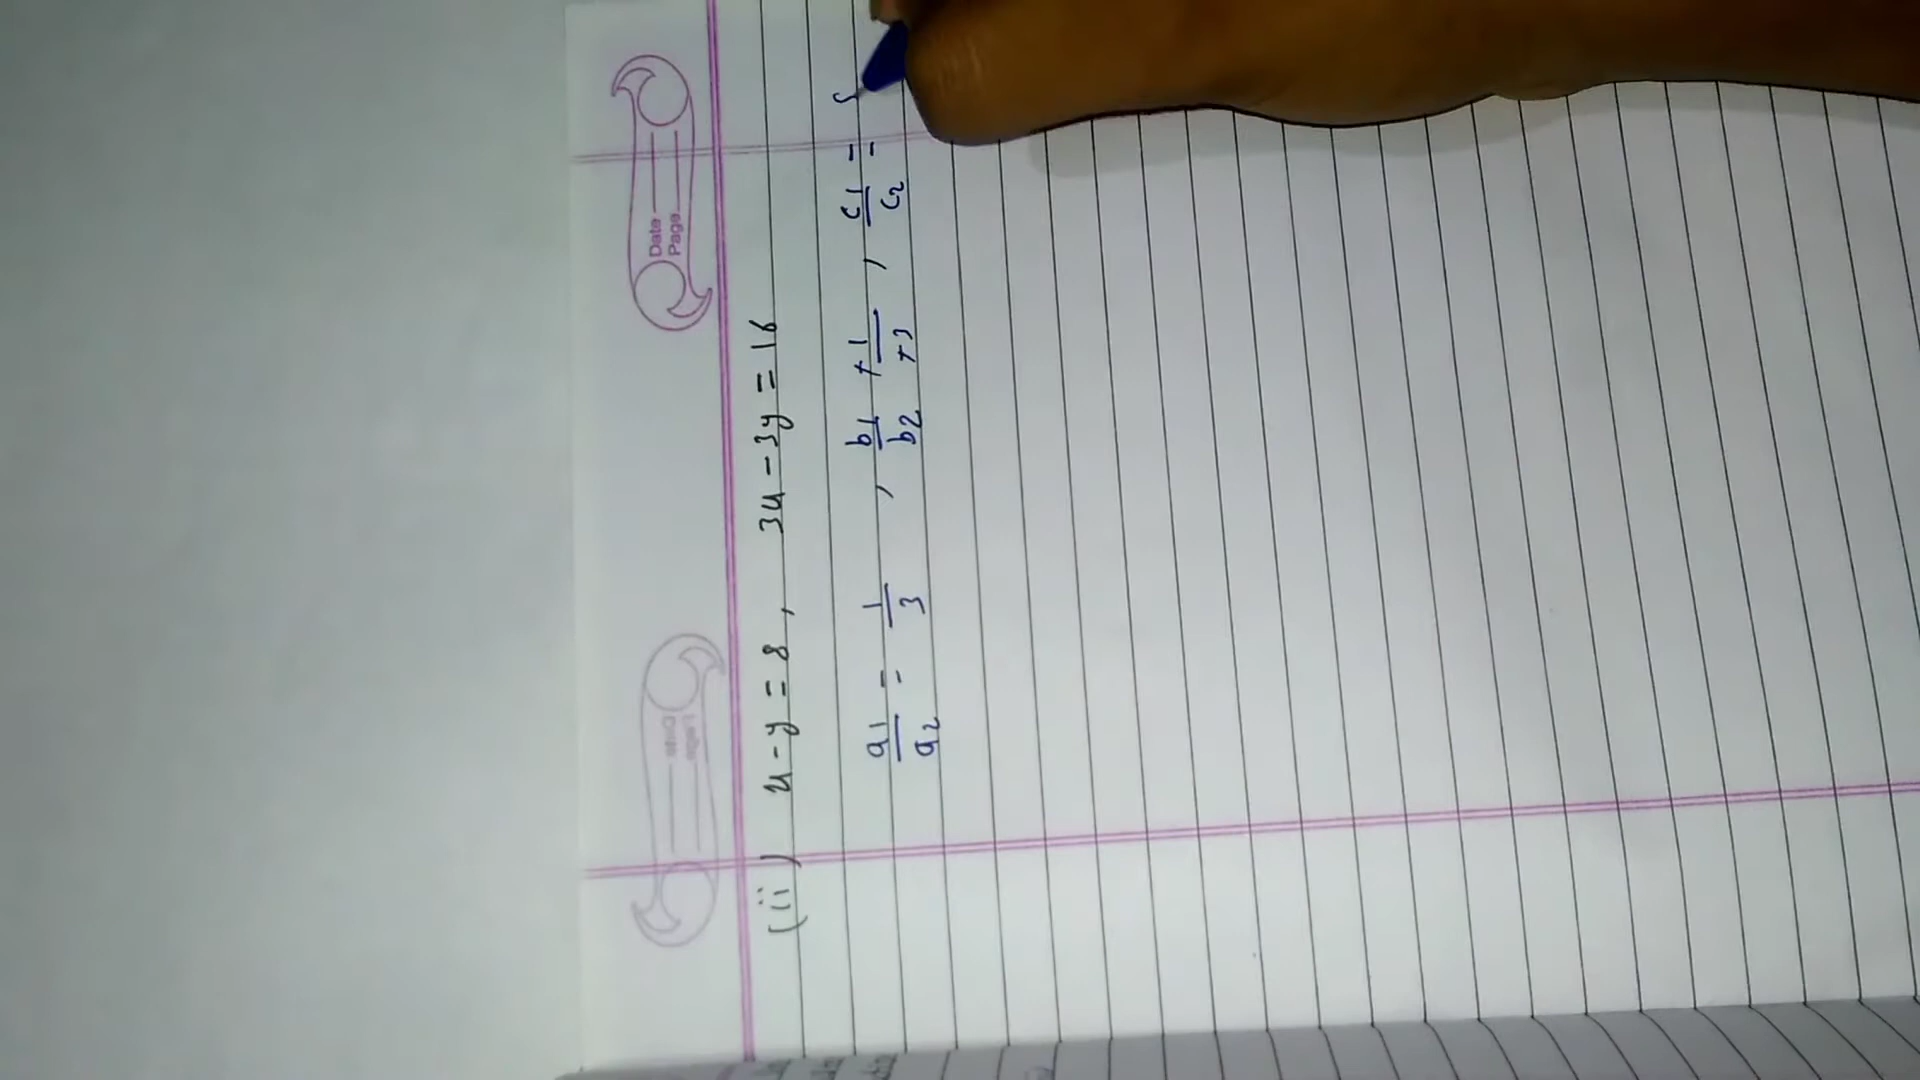 Date
Page
(ii) x - y = 8, 3x - 3y = 16
a1/a2 = 1/3, b1/b2 +1/+3, c1/c2 =